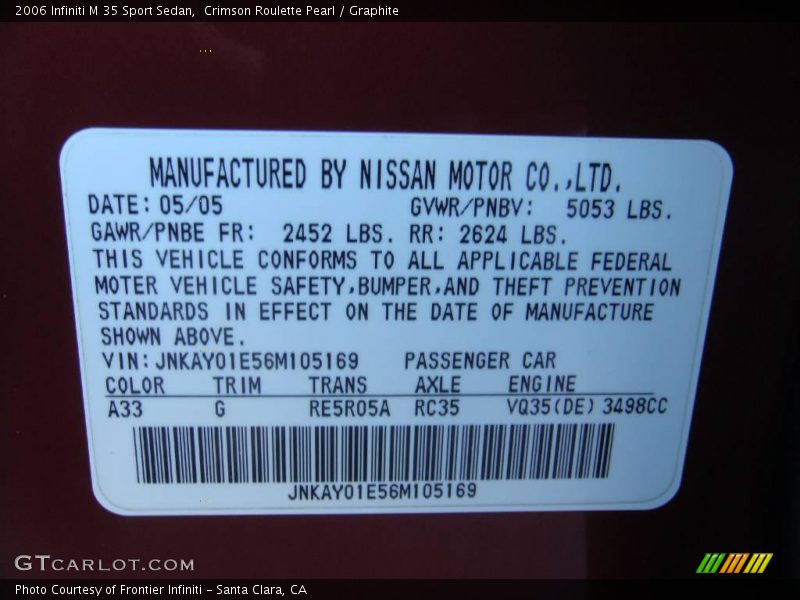 2006 Infiniti M 35 Sport Sedan,  Crimson Roulette Pearl / Graphite
MANUFACTURED BY NISSAN MOTOR CO.,LTD.
DATE: 05/05 GVWR/PNBV: 5053 LBS.
GAWR/PNBE FR: 2452 LBS. RR: 2624 LBS.
THIS VEHICLE CONFORMS TO ALL APPLICABLE FEDERAL
MOTER VEHICLE SAFETY,BUMPER,AND THEFT PREVENTION
STANDARDS IN EFFECT ON THE DATE OF MANUFACTURE
SHOWN ABOVE.
VIN: JNKAY01E56M105169 PASSENGER CAR
COLOR TRIM TRANS AXLE ENGINE
A33 G RE5R05A RC35 VQ35(DE) 3498CC
JNKAY01E56M105169
GTCARLOT.COM
Photo Courtesy of Frontier Infiniti - Santa Clara, CA